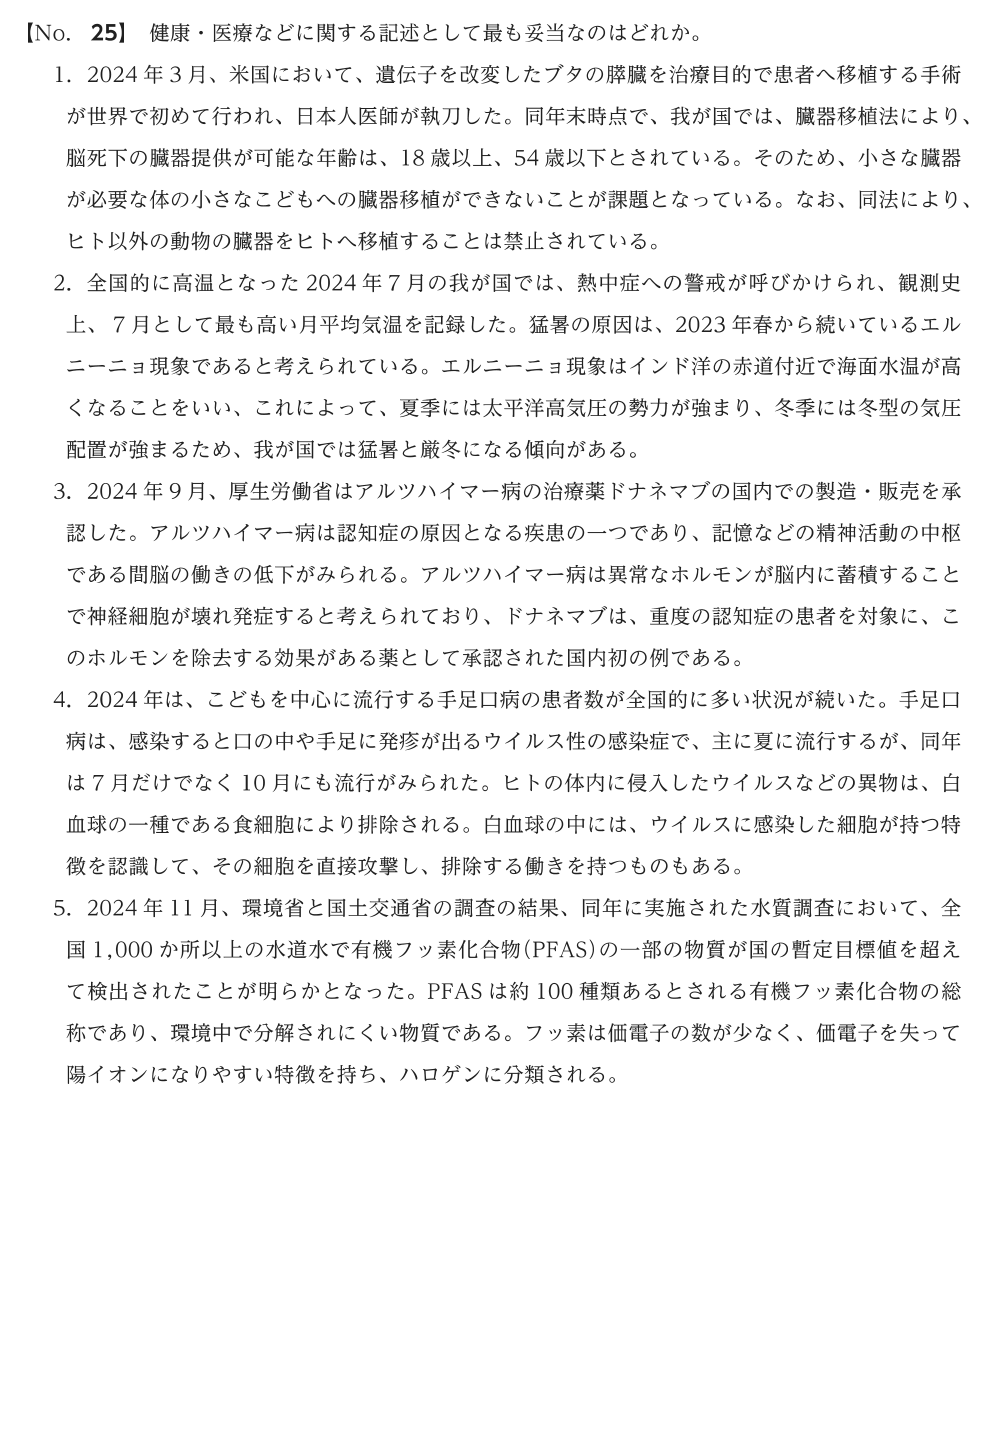 【No. 25】 健康・医療などに関する記述として最も妥当なのはどれか。
1. 2024年3月、米国において、遺伝子を改変したブタの膵臓を治療目的で患者へ移植する手術
が世界で初めて行われ、日本人医師が執刀した。同年末時点で、我が国では、臓器移植法により、
脳死下の臓器提供が可能な年齢は、18歳以上、54歳以下とされている。そのため、小さな臓器
が必要な体の小さなこどもへの臓器移植ができないことが課題となっている。なお、同法により、
ヒト以外の動物の臓器をヒトへ移植することは禁止されている。
2. 全国的に高温となった2024年7月の我が国では、熱中症への警戒が呼びかけられ、観測史
上、7月として最も高い月平均気温を記録した。猛暑の原因は、2023年春から続いているエル
ニーニョ現象であると考えられている。エルニーニョ現象はインド洋の赤道付近で海面水温が高
くなることをいい、これによって、夏季には太平洋高気圧の勢力が強まり、冬季には冬型の気圧
配置が強まるため、我が国では猛暑と厳冬になる傾向がある。
3. 2024年9月、厚生労働省はアルツハイマー病の治療薬ドナネマブの国内での製造・販売を承
認した。アルツハイマー病は認知症の原因となる疾患の一つであり、記憶などの精神活動の中枢
である間脳の働きの低下がみられる。アルツハイマー病は異常なホルモンが脳内に蓄積すること
で神経細胞が壊れ発症すると考えられており、ドナネマブは、重度の認知症の患者を対象に、こ
のホルモンを除去する効果がある薬として承認された国内初の例である。
4. 2024年は、こどもを中心に流行する手足口病の患者数が全国的に多い状況が続いた。手足口
病は、感染すると口の中や手足に発疹が出るウイルス性の感染症で、主に夏に流行するが、同年
は7月だけでなく10月にも流行がみられた。ヒトの体内に侵入したウイルスなどの異物は、白
血球の一種である食細胞により排除される。白血球の中には、ウイルスに感染した細胞が持つ特
徴を認識して、その細胞を直接攻撃し、排除する働きを持つものもある。
5. 2024年11月、環境省と国土交通省の調査の結果、同年に実施された水質調査において、全
国1,000か所以上の水道水で有機フッ素化合物(PFAS)の一部の物質が国の暫定目標値を超え
て検出されたことが明らかとなった。PFASは約100種類あるとされる有機フッ素化合物の総
称であり、環境中で分解されにくい物質である。フッ素は価電子の数が少なく、価電子を失って
陽イオンになりやすい特徴を持ち、ハロゲンに分類される。